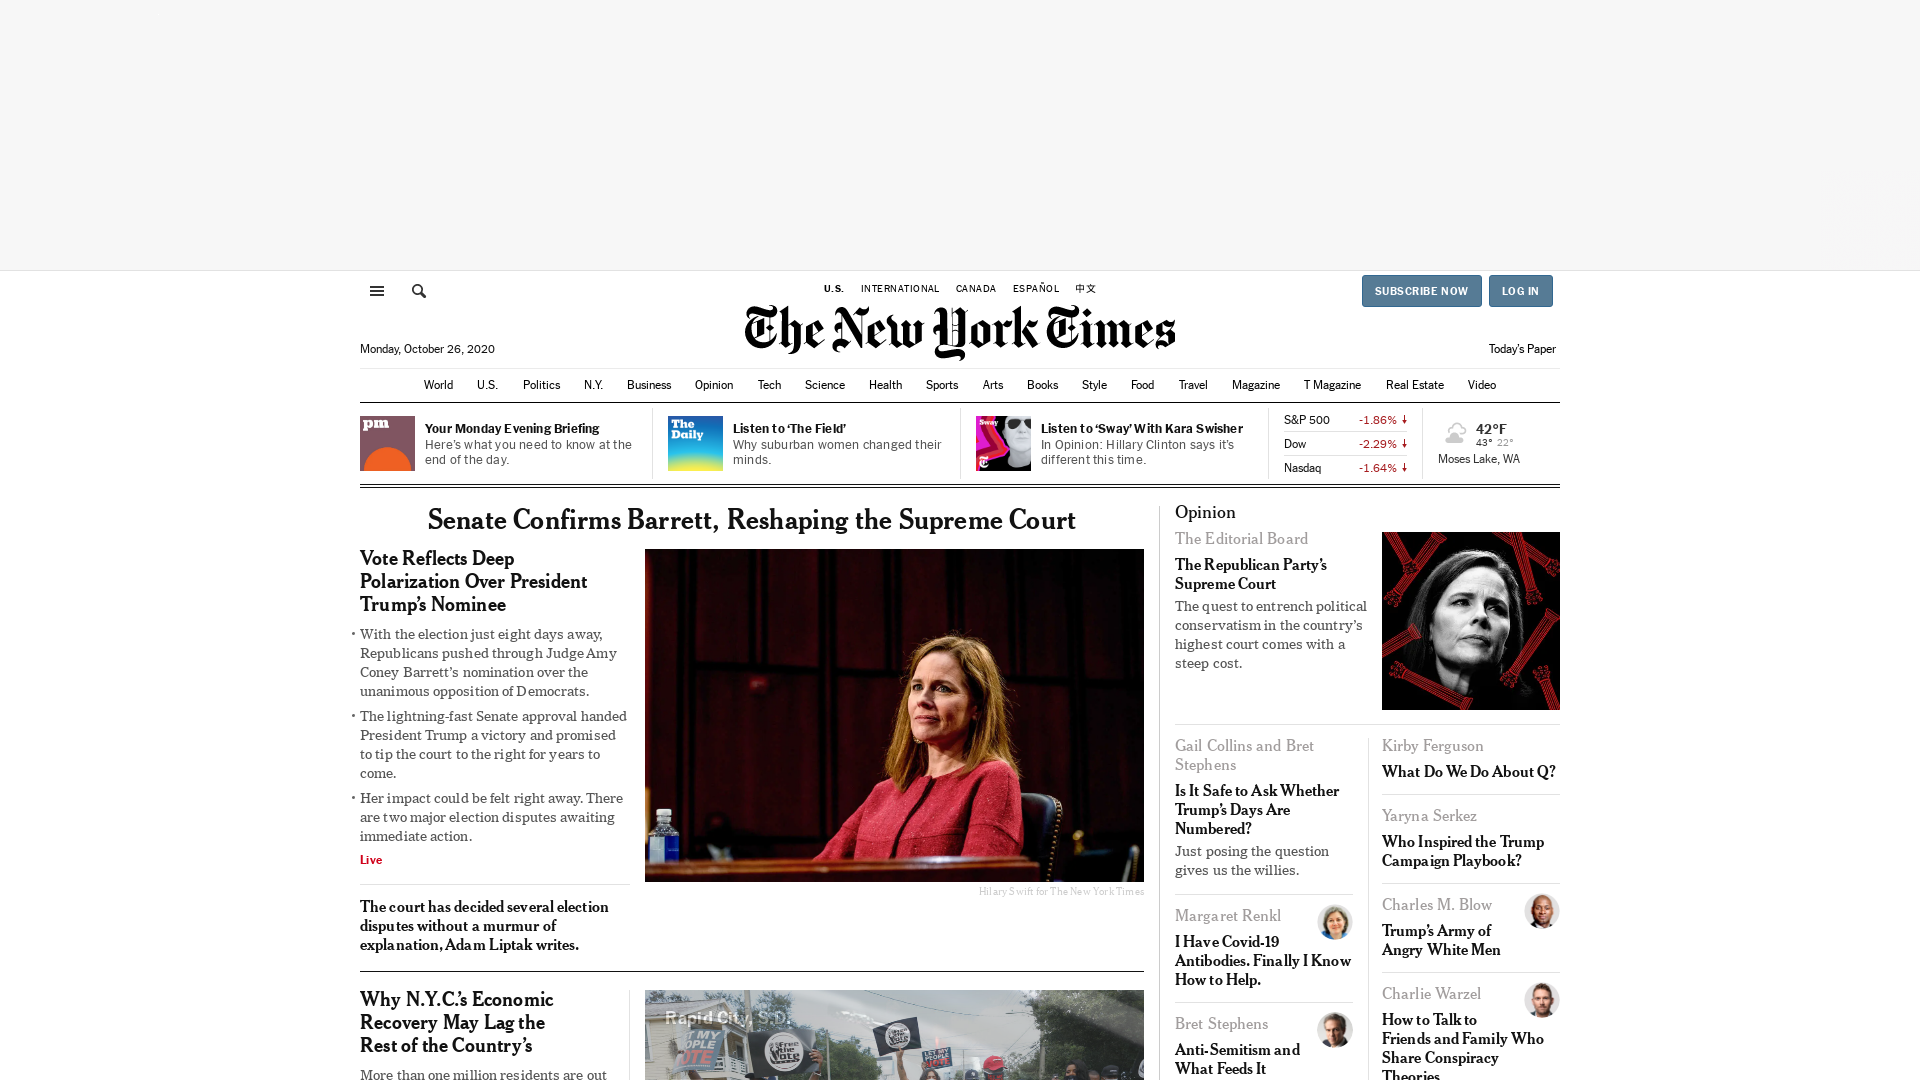 U.S. INTERNATIONAL CANADA ESPAÑOL 中文
SUBSCRIBE NOW LOG IN
The New York Times
Monday, October 26, 2020
Today's Paper
World U.S. Politics N.Y. Business Opinion Tech Science Health Sports Arts Books Style Food Travel Magazine T Magazine Real Estate Video
pm
Your Monday Evening Briefing
Here's what you need to know at the
end of the day.
The
Daily
Listen to ‘The Field’
Why suburban women changed their
minds.
Sway
Listen to ‘Sway’ With Kara Swisher
In Opinion: Hillary Clinton says it's
different this time.
S&P 500 -1.86%
Dow -2.29%
Nasdaq -1.64%
42°F
43° 22°
Moses Lake, WA
Senate Confirms Barrett, Reshaping the Supreme Court
Vote Reflects Deep
Polarization Over President
Trump's Nominee
• With the election just eight days away,
Republicans pushed through Judge Amy
Coney Barrett's nomination over the
unanimous opposition of Democrats.
• The lightning-fast Senate approval handed
President Trump a victory and promised
to tip the court to the right for years to
come.
• Her impact could be felt right away. There
are two major election disputes awaiting
immediate action.
Live
Hilary Swift for The New York Times
The court has decided several election
disputes without a murmur of
explanation, Adam Liptak writes.
Why N.Y.C.'s Economic
Recovery May Lag the
Rest of the Country's
More than one million residents are out
Rapid City, S.D.
LET MY
PEOPLE
VOTE
Free
the
Vote
LET MY
PEOPLE
VOTE
Opinion
The Editorial Board
The Republican Party's
Supreme Court
The quest to entrench political
conservatism in the country's
highest court comes with a
steep cost.
Gail Collins and Bret
Stephens
Is It Safe to Ask Whether
Trump's Days Are
Numbered?
Just posing the question
gives us the willies.
Margaret Renkl
I Have Covid-19
Antibodies. Finally I Know
How to Help.
Bret Stephens
Anti-Semitism and
What Feeds It
Kirby Ferguson
What Do We Do About Q?
Yaryna Serkez
Who Inspired the Trump
Campaign Playbook?
Charles M. Blow
Trump's Army of
Angry White Men
Charlie Warzel
How to Talk to
Friends and Family Who
Share Conspiracy
Theories